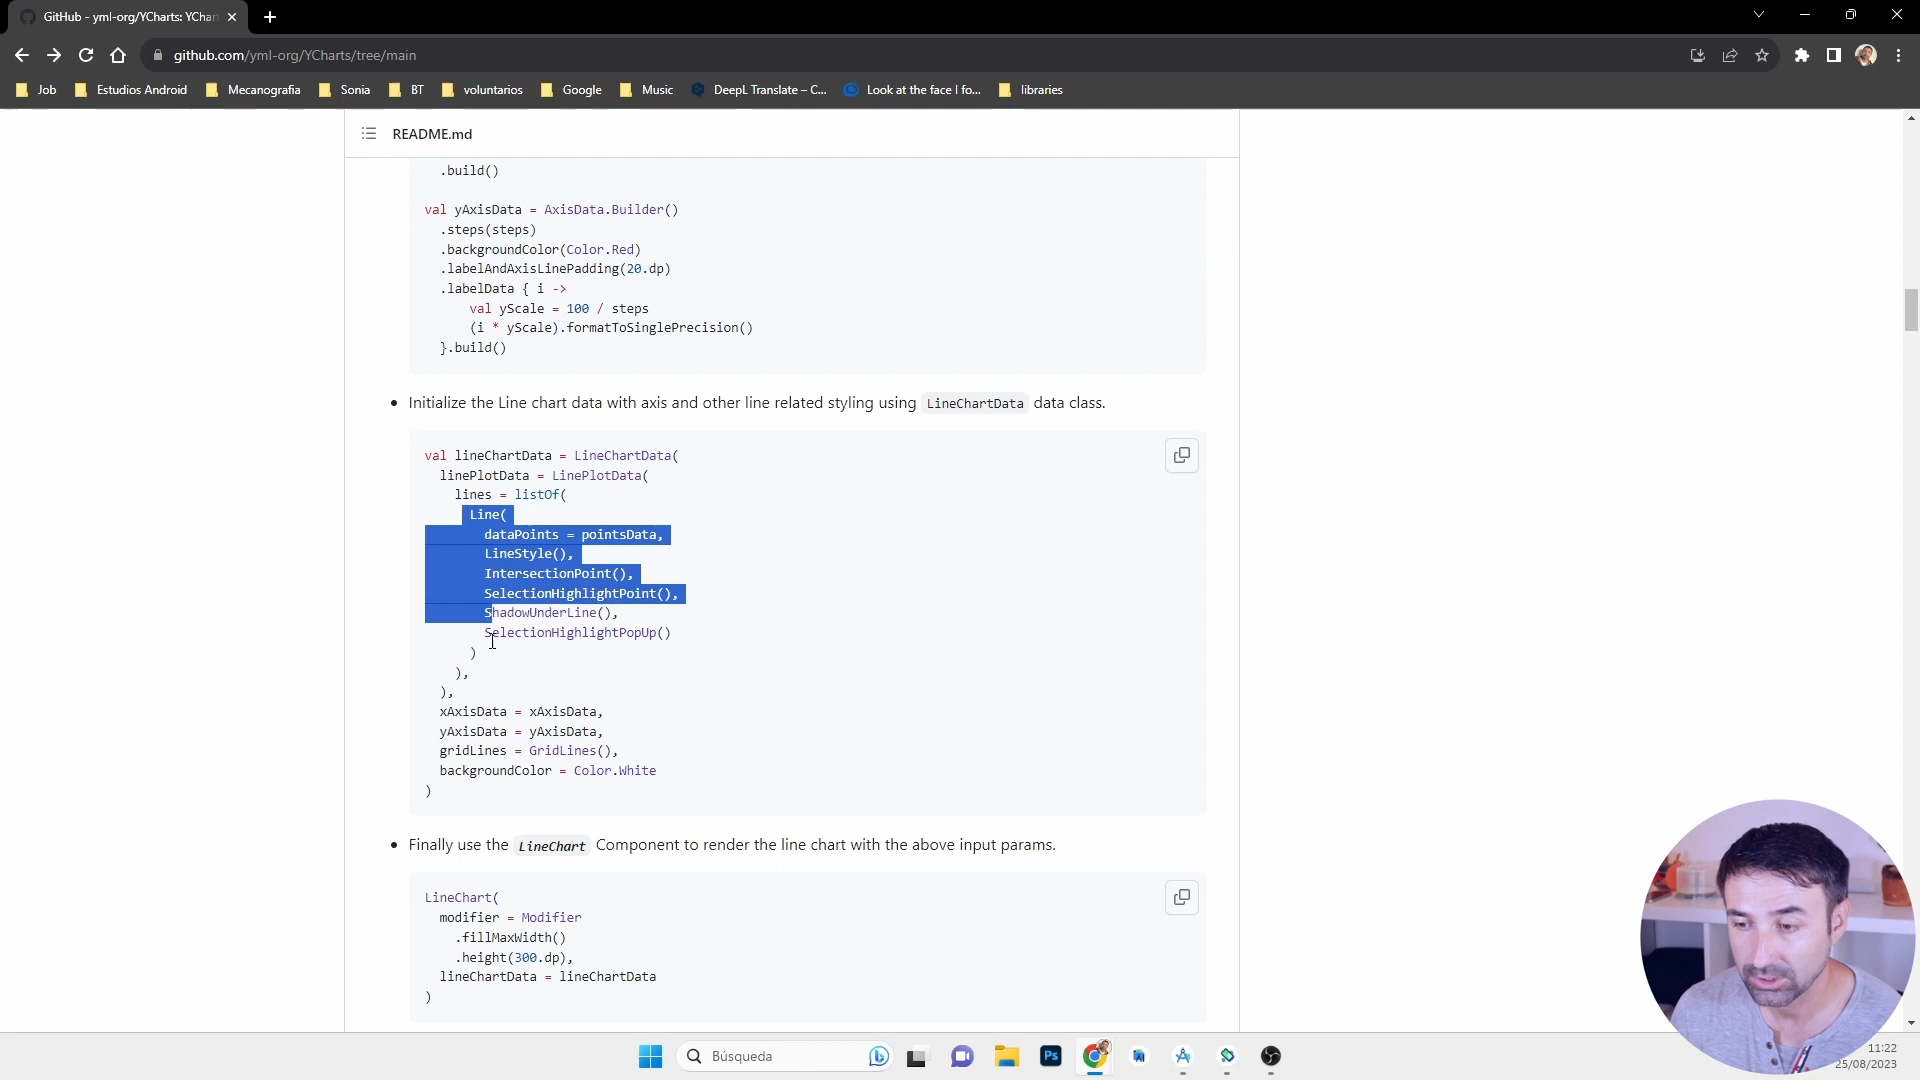 GitHub - yml-org/YCharts: YChar
github.com/yml-org/YCharts/tree/main
Job
Estudios Android
Mecanografia
Sonia
BT
voluntarios
Google
Music
DeepL Translate – C...
Look at the face I fo...
libraries
README.md
.build()
val yAxisData = AxisData.Builder()
.steps(steps)
.backgroundColor(Color.Red)
.labelAndAxisLinePadding(20.dp)
.labelData { i ->
val yScale = 100 / steps
(i * yScale).formatToSinglePrecision()
}.build()
Initialize the Line chart data with axis and other line related styling using LineChartData data class.
val lineChartData = LineChartData(
linePlotData = LinePlotData(
lines = listOf(
Line(
dataPoints = pointsData,
LineStyle(),
IntersectionPoint(),
SelectionHighlightPoint(),
ShadowUnderLine(),
SelectionHighlightPopUp()
)
),
),
xAxisData = xAxisData,
yAxisData = yAxisData,
gridLines = GridLines(),
backgroundColor = Color.White
)
Finally use the LineChart Component to render the line chart with the above input params.
LineChart(
modifier = Modifier
.fillMaxWidth()
.height(300.dp),
lineChartData = lineChartData
)
Búsqueda
Ps
11:22
25/08/2023